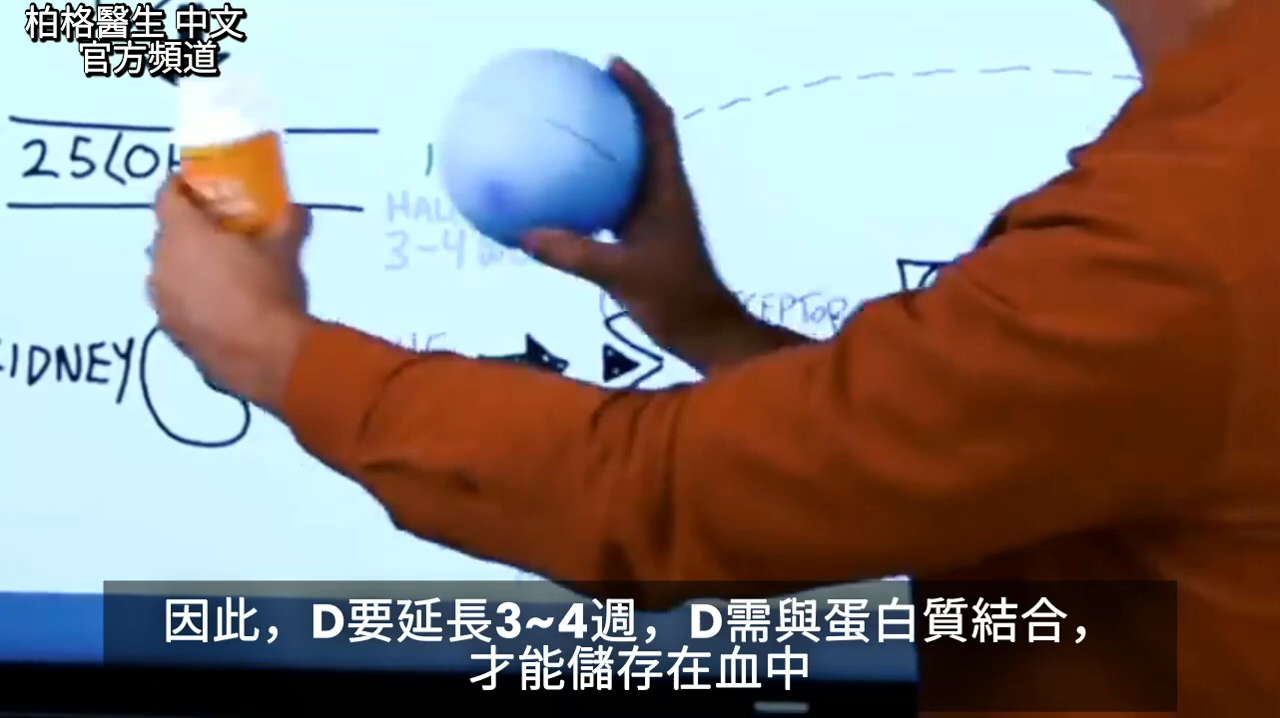 柏格醫生 中文
官方頻道
25(OH
3-4
KIDNEY
因此，D要延長3~4週，D需與蛋白質結合，
才能儲存在血中